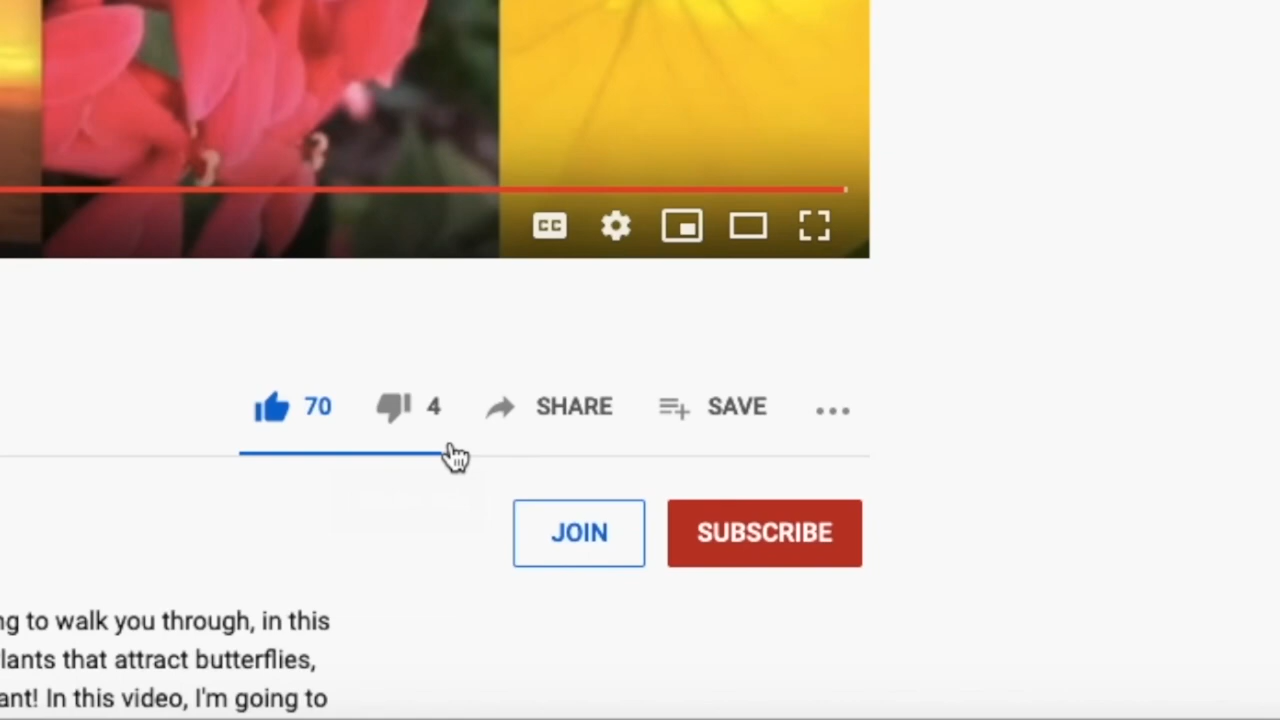 CC
70 4 SHARE SAVE
JOIN SUBSCRIBE
ng to walk you through, in this
lants that attract butterflies,
ant! In this video, I'm going to